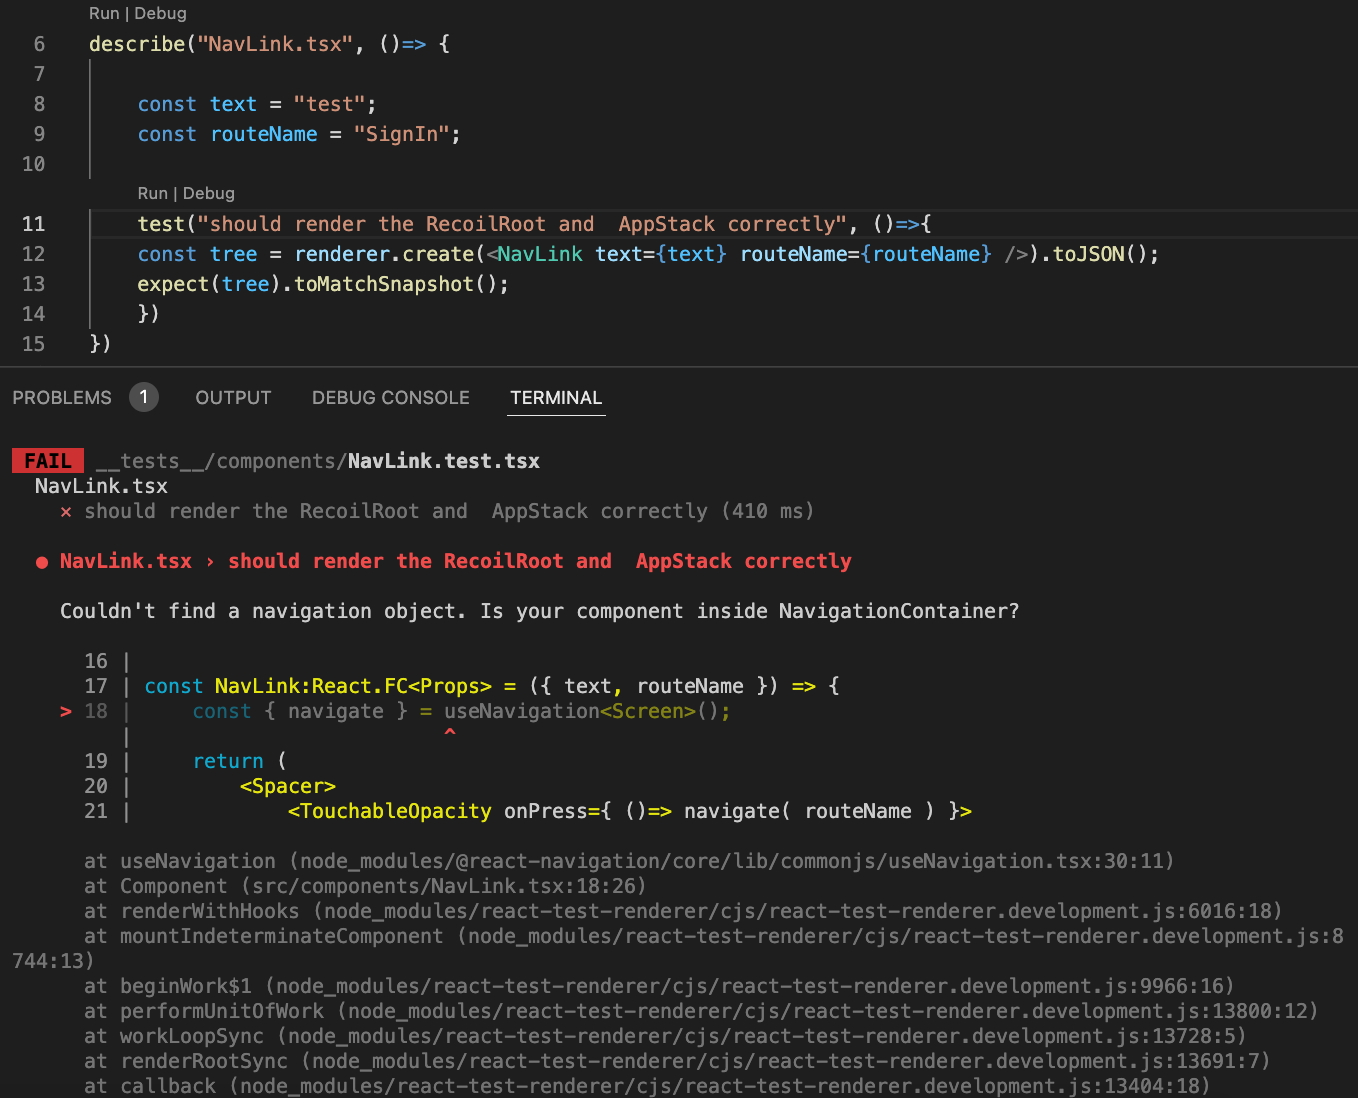 Run | Debug
6 describe("NavLink.tsx", ()=> {
7
8 const text = "test";
9 const routeName = "SignIn";
10
Run | Debug
11 test("should render the RecoilRoot and  AppStack correctly", ()=>{
12 const tree = renderer.create(<NavLink text={text} routeName={routeName} />).toJSON();
13 expect(tree).toMatchSnapshot();
14 })
15 })
PROBLEMS 1 OUTPUT DEBUG CONSOLE TERMINAL
FAIL __tests__/components/NavLink.test.tsx
NavLink.tsx
× should render the RecoilRoot and  AppStack correctly (410 ms)
● NavLink.tsx › should render the RecoilRoot and  AppStack correctly
Couldn't find a navigation object. Is your component inside NavigationContainer?
16 |
17 | const NavLink:React.FC<Props> = ({ text, routeName }) => {
> 18 | const { navigate } = useNavigation<Screen>();
| ^
19 | return (
20 | <Spacer>
21 | <TouchableOpacity onPress={ ()=> navigate( routeName ) }>
at useNavigation (node_modules/@react-navigation/core/lib/commonjs/useNavigation.tsx:30:11)
at Component (src/components/NavLink.tsx:18:26)
at renderWithHooks (node_modules/react-test-renderer/cjs/react-test-renderer.development.js:6016:18)
at mountIndeterminateComponent (node_modules/react-test-renderer/cjs/react-test-renderer.development.js:8
744:13)
at beginWork$1 (node_modules/react-test-renderer/cjs/react-test-renderer.development.js:9966:16)
at performUnitOfWork (node_modules/react-test-renderer/cjs/react-test-renderer.development.js:13800:12)
at workLoopSync (node_modules/react-test-renderer/cjs/react-test-renderer.development.js:13728:5)
at renderRootSync (node_modules/react-test-renderer/cjs/react-test-renderer.development.js:13691:7)
at callback (node_modules/react-test-renderer/cjs/react-test-renderer.development.js:13404:18)